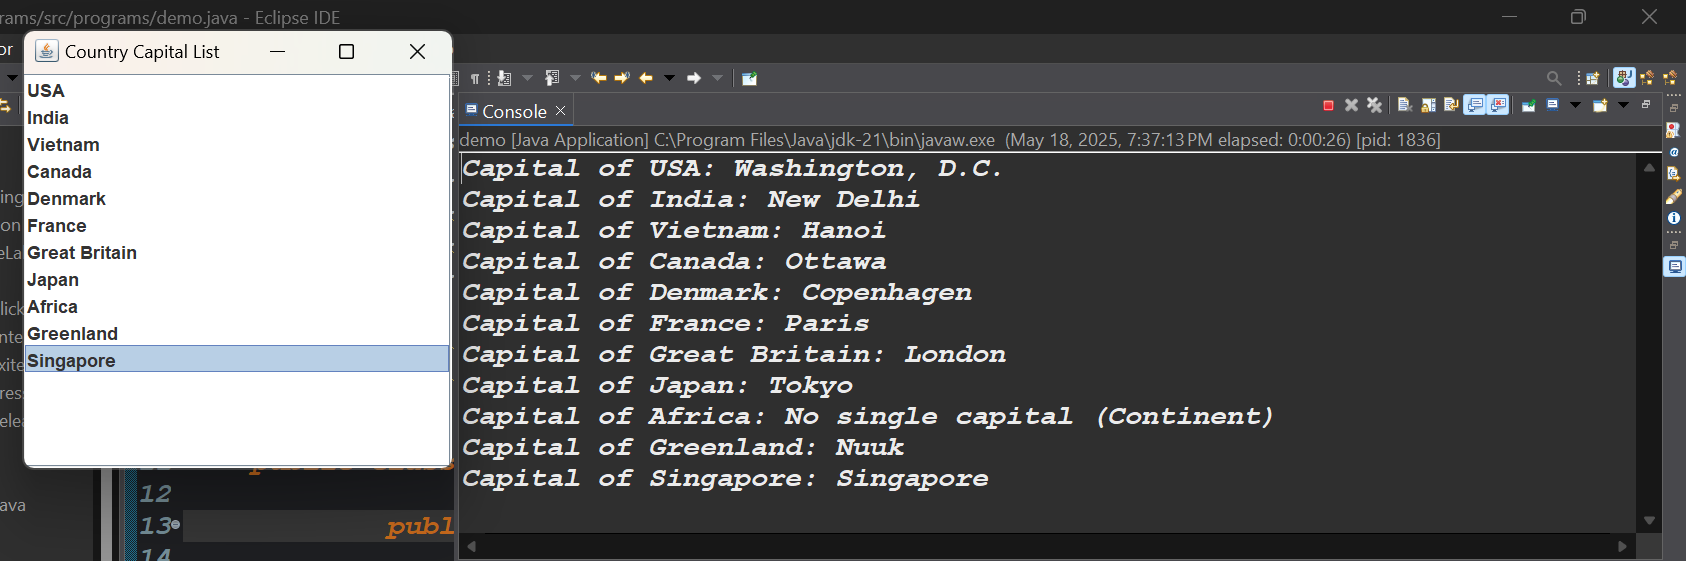 rams/src/programs/demo.java - Eclipse IDE
or
Country Capital List
USA
India
Vietnam
Canada
Denmark
France
Great Britain
Japan
Africa
Greenland
Singapore
Console
demo [Java Application] C:\Program Files\Java\jdk-21\bin\javaw.exe (May 18, 2025, 7:37:13 PM elapsed: 0:00:26) [pid: 1836]
Capital of USA: Washington, D.C.
Capital of India: New Delhi
Capital of Vietnam: Hanoi
Capital of Canada: Ottawa
Capital of Denmark: Copenhagen
Capital of France: Paris
Capital of Great Britain: London
Capital of Japan: Tokyo
Capital of Africa: No single capital (Continent)
Capital of Greenland: Nuuk
Capital of Singapore: Singapore
ing
on
eLa
lick
nte
xite
res
elea
ava
12
13 publ
14